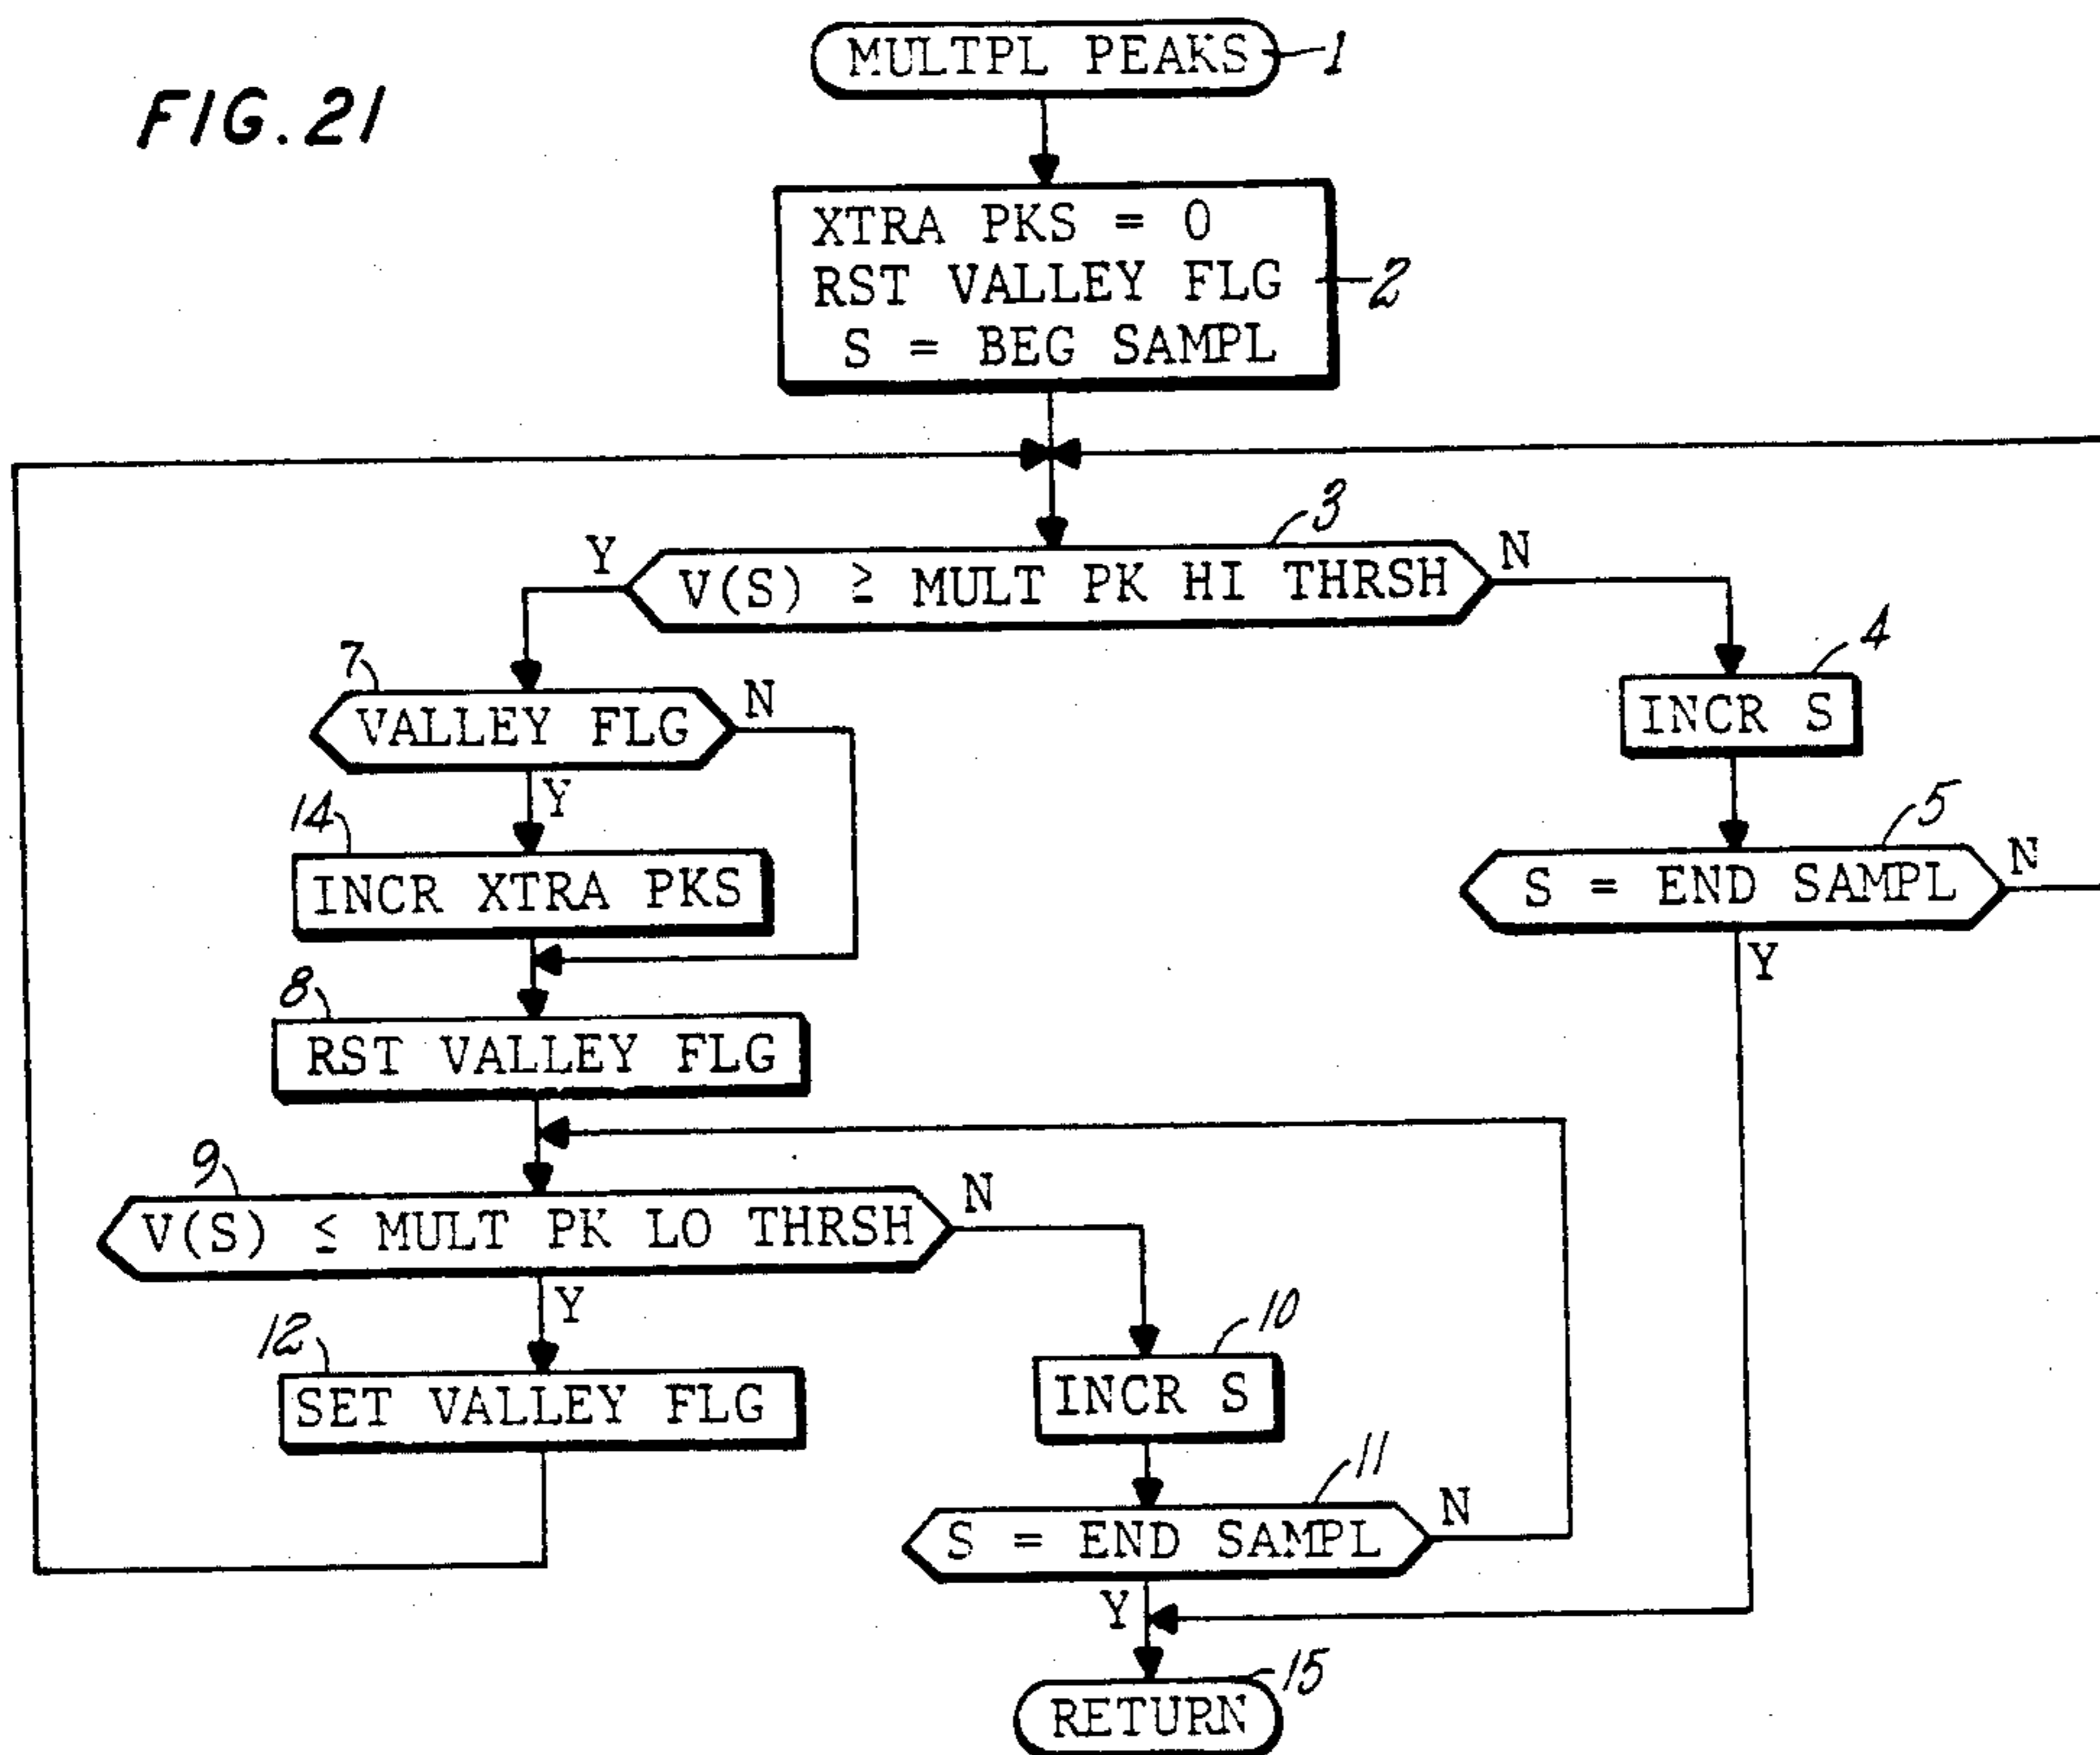 FIG. 21
MULTPL PEAKS
1
XTRA PKS = 0
RST VALLEY FLG
S = BEG SAMPL
2
3
Y
V(S) ≥ MULT PK HI THRSH
N
7
VALLEY FLG
N
Y
4
INCR S
14
INCR XTRA PKS
5
S = END SAMPL
N
Y
8
RST VALLEY FLG
9
V(S) ≤ MULT PK LO THRSH
N
Y
12
SET VALLEY FLG
10
INCR S
11
S = END SAMPL
N
Y
15
RETURN